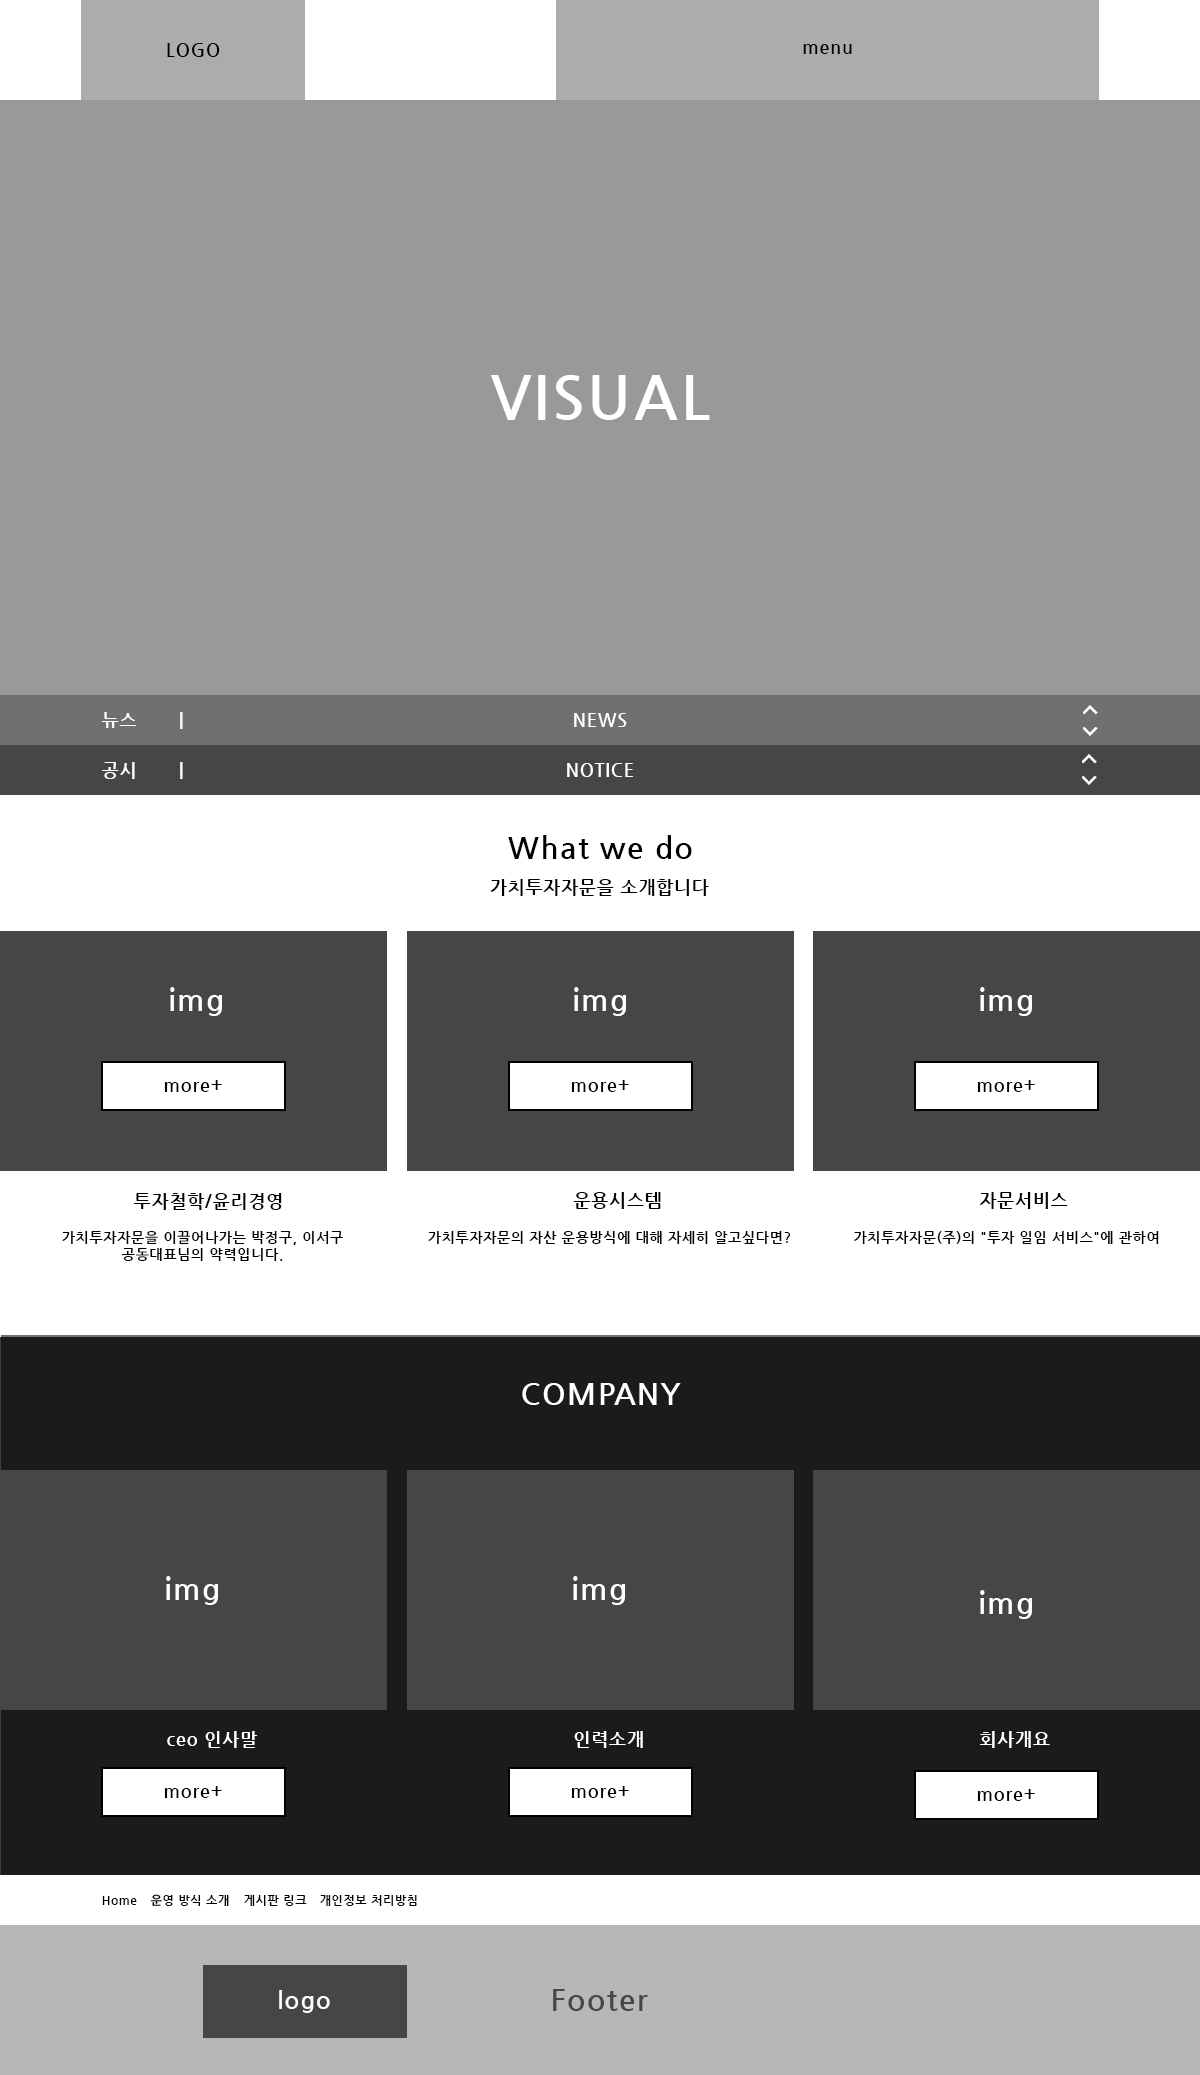 LOGO
menu
VISUAL
뉴스 | NEWS
공시 | NOTICE
What we do
가치투자자문을 소개합니다
img
img
img
more+
more+
more+
투자철학/윤리경영
운용시스템
자문서비스
가치투자자문을 이끌어나가는 박정구, 이서구
공동대표님의 약력입니다.
가치투자자문의 자산 운용방식에 대해 자세히 알고싶다면?
가치투자자문(주)의 "투자 일임 서비스"에 관하여
COMPANY
img
img
img
ceo 인사말
인력소개
회사개요
more+
more+
more+
Home 운영 방식 소개 게시판 링크 개인정보 처리방침
logo
Footer